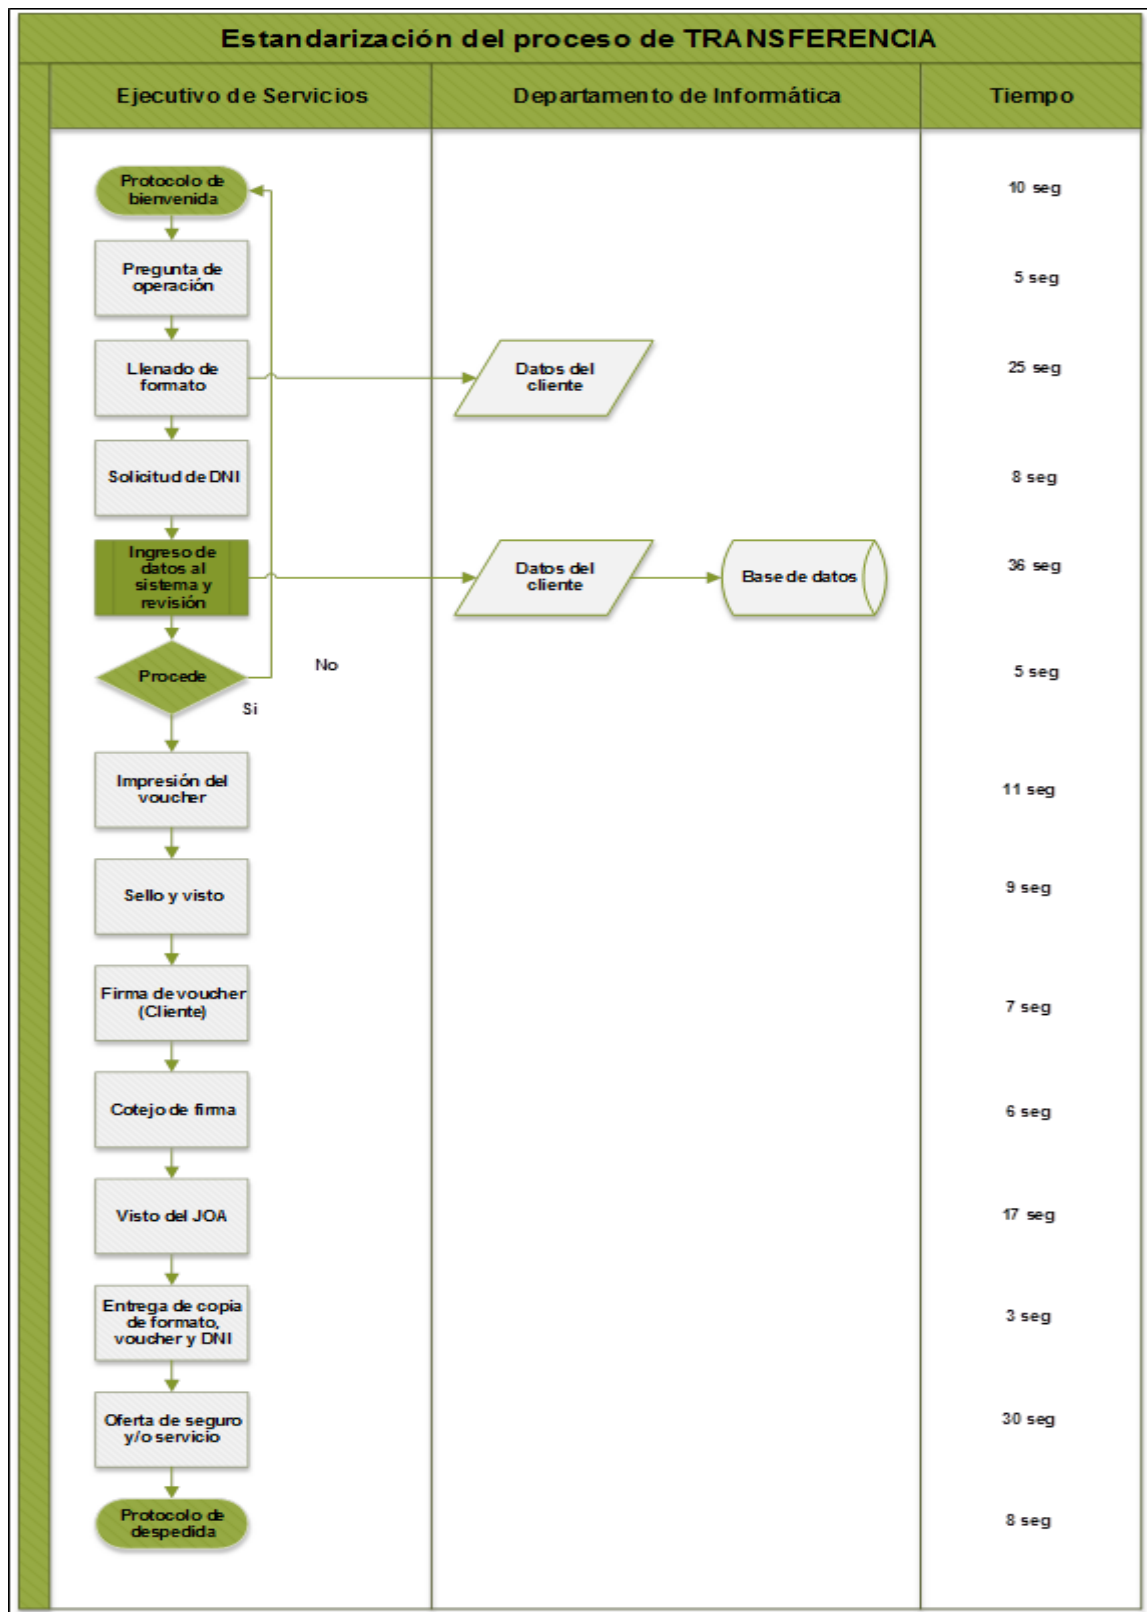 Estandarización del proceso de TRANSFERENCIA
Ejecutivo de Servicios
Departamento de Informática
Tiempo
Protocolo de
bienvenida
10 seg
Pregunta de
operación
5 seg
Llenado de
formato
Datos del
cliente
25 seg
Solicitud de DNI
8 seg
Ingreso de
datos al
sistema y
revisión
Datos del
cliente
Base de datos
36 seg
Procede
No
Si
5 seg
Impresión del
voucher
11 seg
Sello y visto
9 seg
Firma de voucher
(Cliente)
7 seg
Cotejo de firma
6 seg
Visto del JOA
17 seg
Entrega de copia
de formato,
voucher y DNI
3 seg
Oferta de seguro
y/o servicio
30 seg
Protocolo de
despedida
8 seg